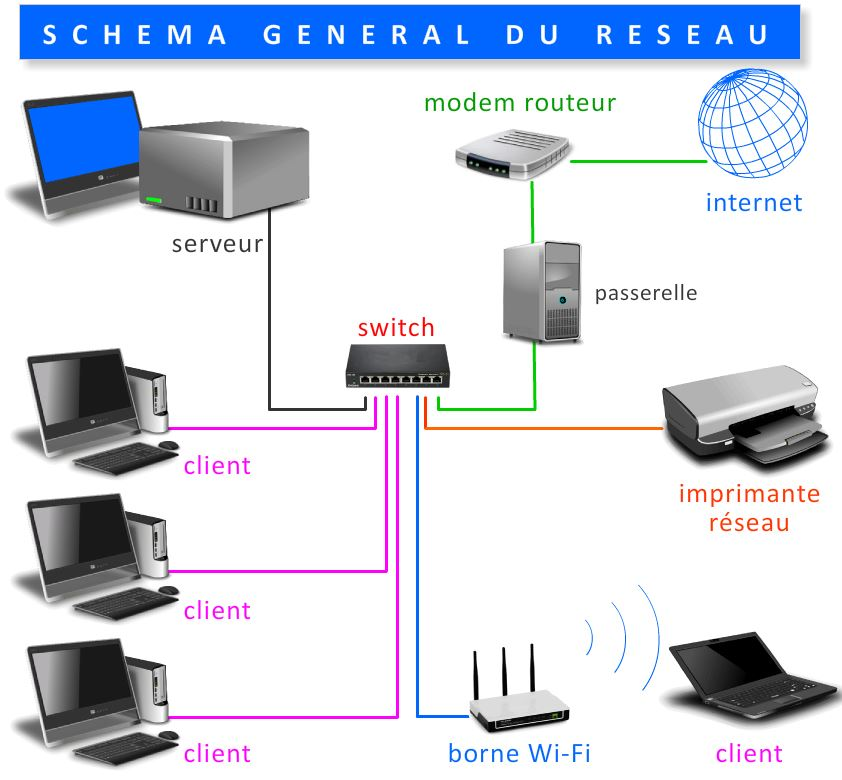 SCHEMA GENERAL DU RESEAU
modem routeur
internet
serveur
passerelle
switch
client
imprimante
réseau
client
client
borne Wi-Fi
client